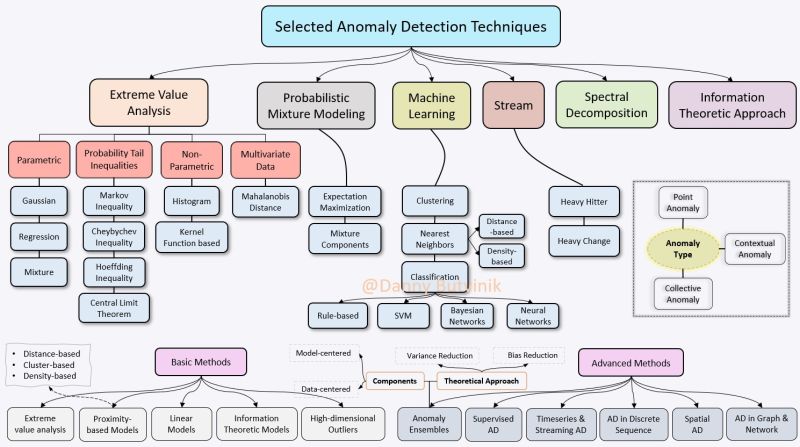 Selected Anomaly Detection Techniques
Extreme Value
Analysis
Probabilistic
Mixture Modeling
Machine
Learning
Stream
Spectral
Decomposition
Information
Theoretic Approach
Parametric
Probability Tail
Inequalities
Non-
Parametric
Multivariate
Data
Gaussian
Regression
Mixture
Markov
Inequality
Cheybychev
Inequality
Hoeffding
Inequality
Central Limit
Theorem
Histogram
Kernel
Function based
Mahalanobis
Distance
Expectation
Maximization
Mixture
Components
Clustering
Nearest
Neighbors
Distance
-based
Density-
based
Classification
@Danny Butvinik
Rule-based
SVM
Bayesian
Networks
Neural
Networks
Heavy Hitter
Heavy Change
Point
Anomaly
Anomaly
Type
Contextual
Anomaly
Collective
Anomaly
• Distance-based
• Cluster-based
• Density-based
Basic Methods
Extreme
value analysis
Proximity-
based Models
Linear
Models
Information
Theoretic Models
High-dimensional
Outliers
Model-centered
Data-centered
Components
Variance Reduction
Bias Reduction
Theoretical Approach
Advanced Methods
Anomaly
Ensembles
Supervised
AD
Timeseries &
Streaming AD
AD in Discrete
Sequence
Spatial
AD
AD in Graph &
Network